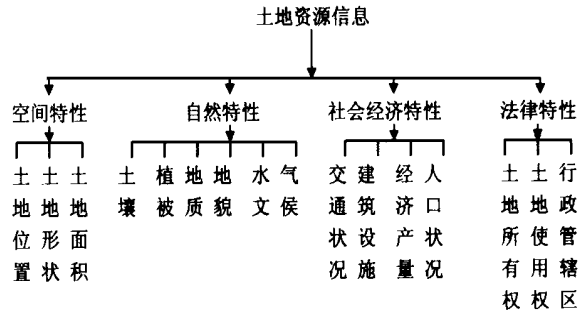 土地资源信息
空间特性
自然特性
社会经济特性
法律特性
土地位置
土地形状
土地面积
土壤
植被
地质
地貌
水文
气侯
交通状况
建筑设施
经济产量
人口状况
土地所有权
土地使用权
行政管辖区